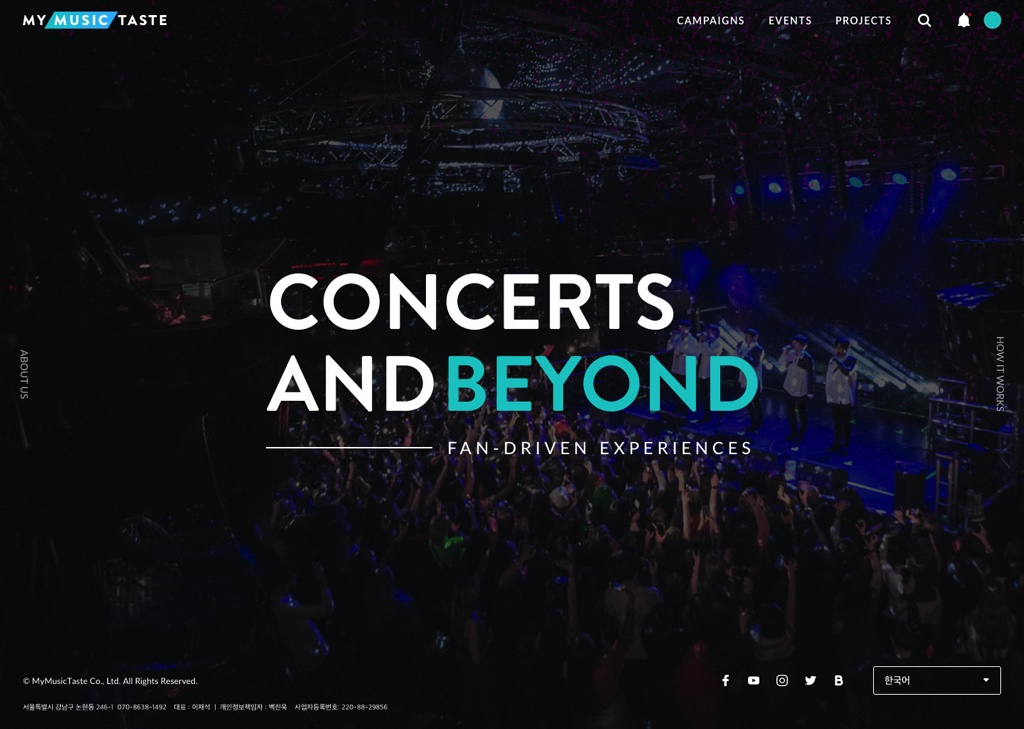 MY MUSIC TASTE
CAMPAIGNS EVENTS PROJECTS
CONCERTS
AND BEYOND
FAN-DRIVEN EXPERIENCES
ABOUT US
HOW IT WORKS
© MyMusicTaste Co., Ltd. All Rights Reserved.
한국어
서울특별시 강남구 논현동 246-1 070-8638-1492 대표 : 이재석 | 개인정보책임자 : 백진욱 사업자등록번호: 220-88-29856